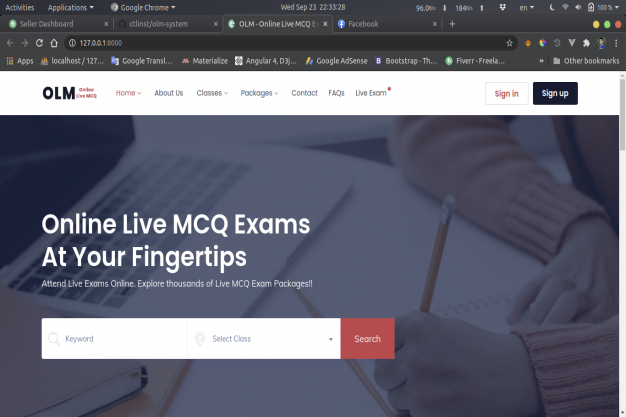 Activities Applications Google Chrome Wed Sep 23 22:33:28 en 100 %
Seller Dashboard ctlinst/olm-system OLM - Online Live MCQ E Facebook
127.0.0.1:8000
Apps localhost / 127… Google Transl… Materialize Angular 4, D3j… Google AdSense Bootstrap · Th… Fiverr - Freela… » Other bookmarks
OLM Online Live MCQ Home About Us Classes Packages Contact FAQs Live Exam Sign in Sign up
Online Live MCQ Exams
At Your Fingertips
Attend Live Exams Online. Explore thousands of Live MCQ Exam Packages!!
Keyword Select Class Search